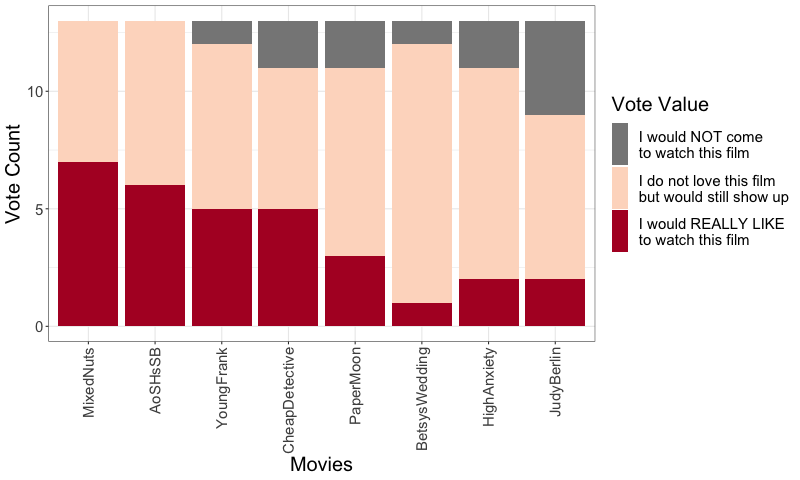 Vote Count
10
5
0
MixedNuts
AoSHsSB
YoungFrank
CheapDetective
PaperMoon
BetsysWedding
HighAnxiety
JudyBerlin
Movies
Vote Value
I would NOT come
to watch this film
I do not love this film
but would still show up
I would REALLY LIKE
to watch this film